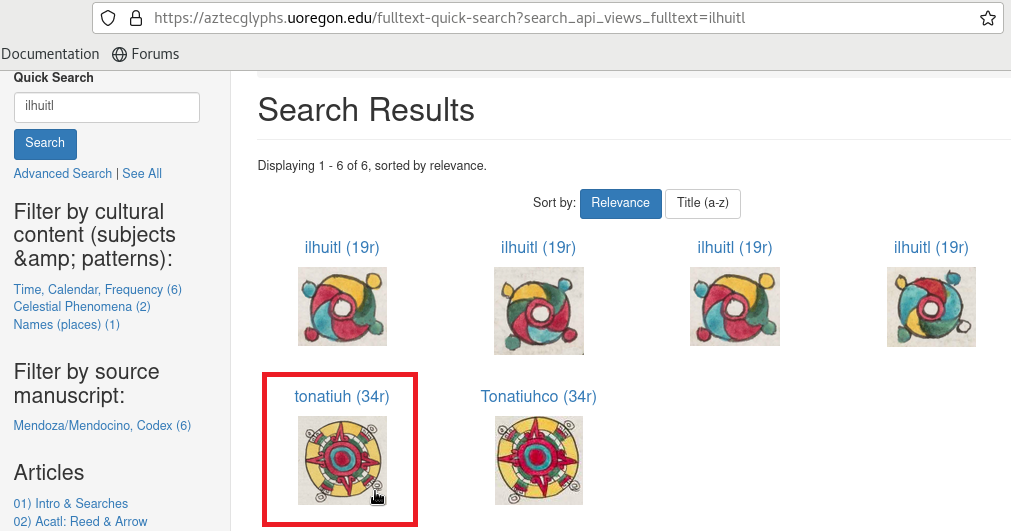 https://aztecglyphs.uoregon.edu/fulltext-quick-search?search_api_views_fulltext=ilhuitl
Documentation Forums
Quick Search
ilhuitl
Search
Advanced Search | See All
Filter by cultural
content (subjects
&amp; patterns):
Time, Calendar, Frequency (6)
Celestial Phenomena (2)
Names (places) (1)
Filter by source
manuscript:
Mendoza/Mendocino, Codex (6)
Articles
01) Intro & Searches
02) Acatl: Reed & Arrow
Search Results
Displaying 1 - 6 of 6, sorted by relevance.
Sort by: Relevance Title (a-z)
ilhuitl (19r) ilhuitl (19r) ilhuitl (19r) ilhuitl (19r)
tonatiuh (34r) Tonatiuhco (34r)